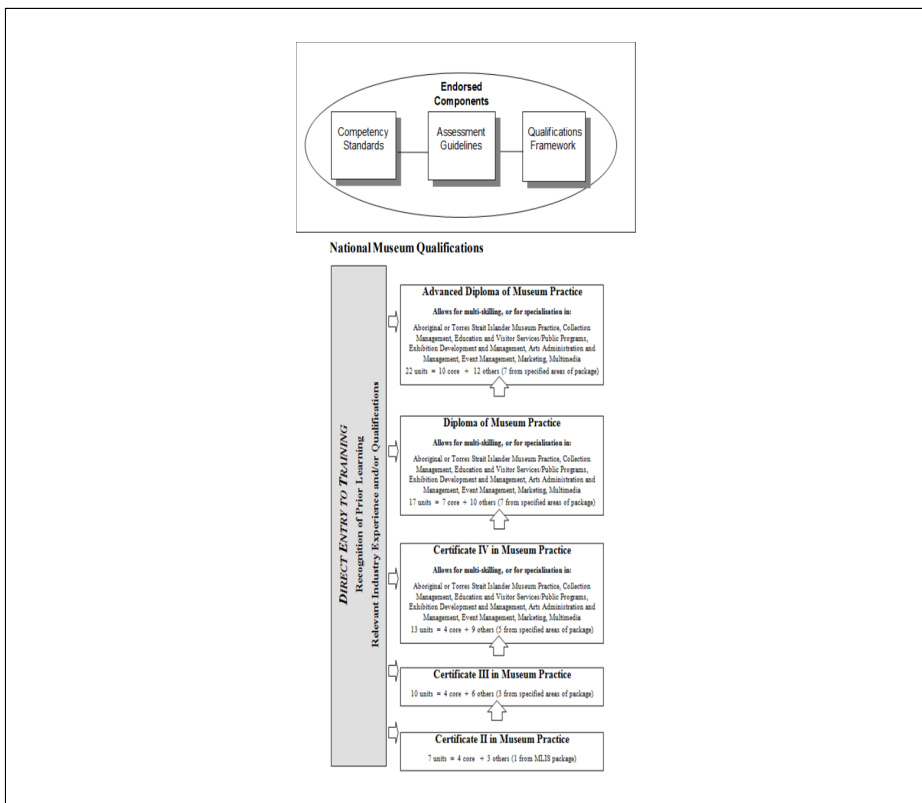 Endorsed
Components
Competency
Standards
Assessment
Guidelines
Qualifications
Framework
National Museum Qualifications
DIRECT ENTRY TO TRAINING
Recognition of Prior Learning
Relevant Industry Experience and/or Qualifications
Advanced Diploma of Museum Practice
Allows for multi-skilling, or for specialisation in:
Aboriginal or Torres Strait Islander Museum Practice, Collection
Management, Education and Visitor Services/Public Programs,
Exhibition Development and Management, Arts Administration and
Management, Event Management, Marketing, Multimedia
22 units = 10 core + 12 others (7 from specified areas of package)
Diploma of Museum Practice
Allows for multi-skilling, or for specialisation in:
Aboriginal or Torres Strait Islander Museum Practice, Collection
Management, Education and Visitor Services/Public Programs,
Exhibition Development and Management, Arts Administration and
Management, Event Management, Marketing, Multimedia
17 units = 7 core + 10 others (7 from specified areas of package)
Certificate IV in Museum Practice
Allows for multi-skilling, or for specialisation in:
Aboriginal or Torres Strait Islander Museum Practice, Collection
Management, Education and Visitor Services/Public Programs,
Exhibition Development and Management, Arts Administration and
Management, Event Management, Marketing, Multimedia
13 units = 4 core + 9 others (5 from specified areas of package)
Certificate III in Museum Practice
10 units = 4 core + 6 others (3 from specified areas of package)
Certificate II in Museum Practice
7 units = 4 core + 3 others (1 from MLIS package)